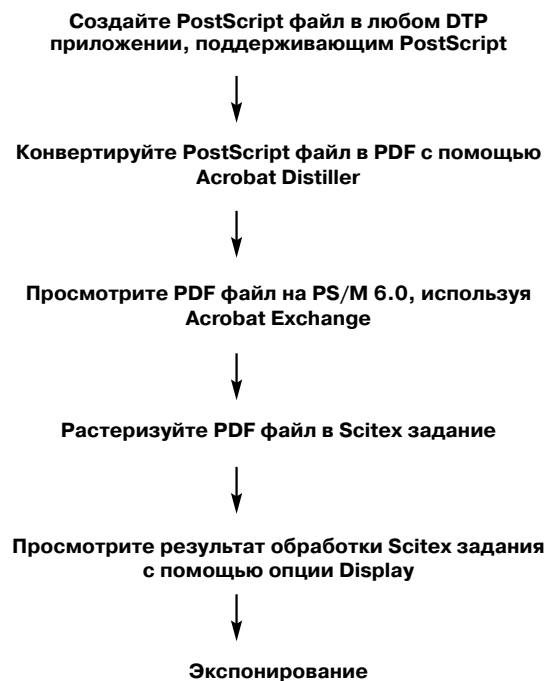 Создайте PostScript файл в любом DTP
приложении, поддерживающим PostScript
Конвертируйте PostScript файл в PDF с помощью
Acrobat Distiller
Просмотрите PDF файл на PS/M 6.0, используя
Acrobat Exchange
Растеризуйте PDF файл в Scitex задание
Просмотрите результат обработки Scitex задания
с помощью опции Display
Экспонирование